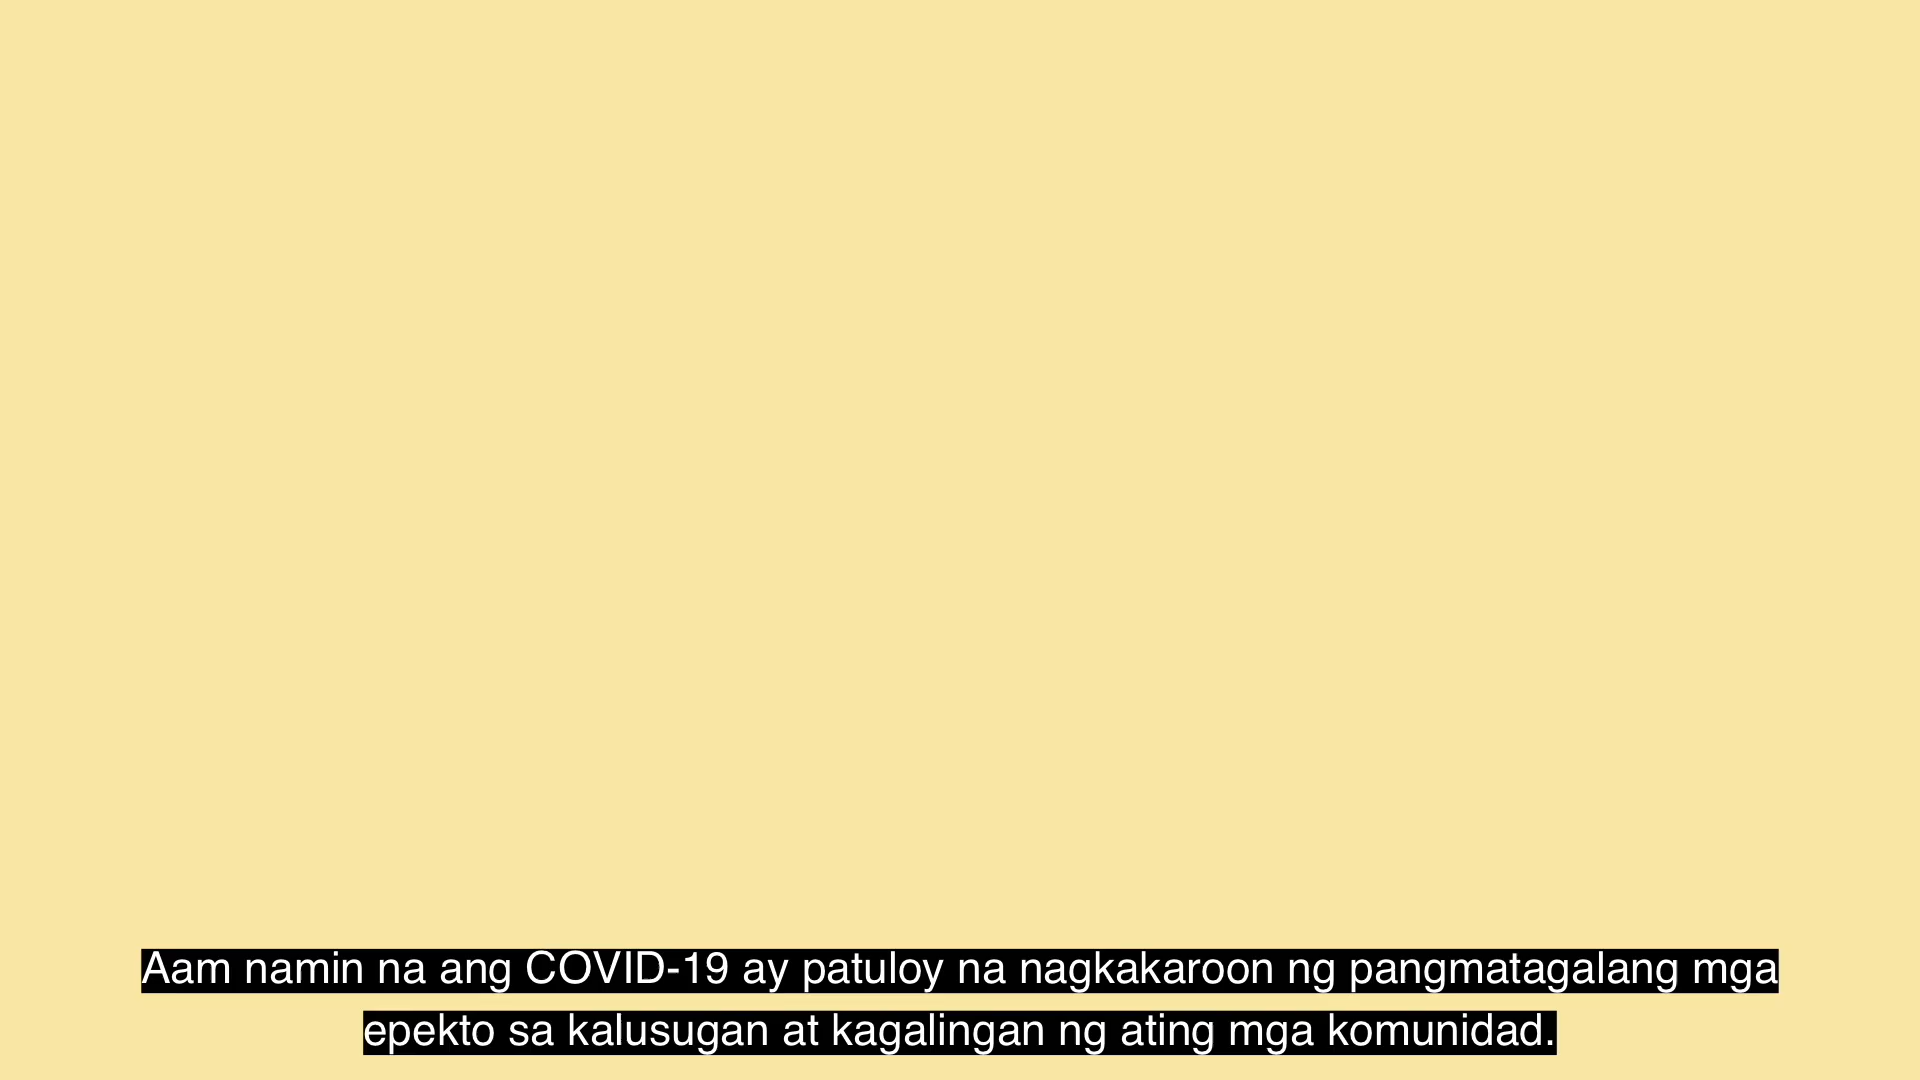 Aam namin na ang COVID-19 ay patuloy na nagkakaroon ng pangmatagalang mga
epekto sa kalusugan at kagalingan ng ating mga komunidad.